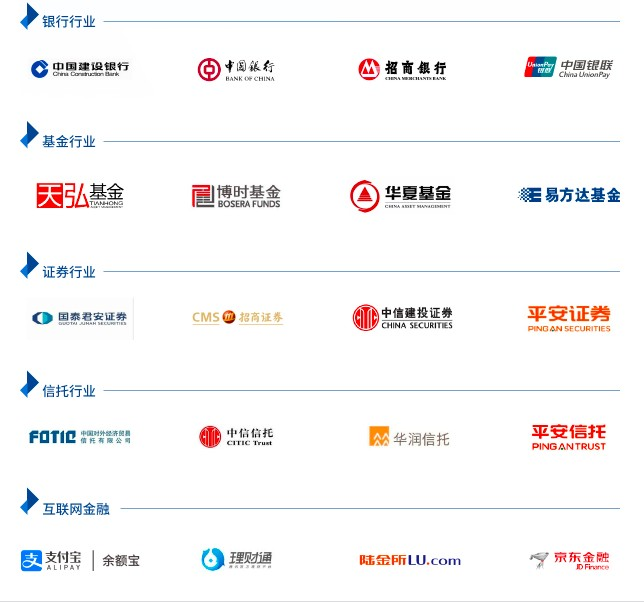 银行行业
中国建设银行
China Construction Bank
中国银行
BANK OF CHINA
招商银行
CHINA MERCHANTS BANK
UnionPay
银联
中国银联
China UnionPay
基金行业
天弘基金
TIANHONG
ASSET MANAGEMENT
博时基金
BOSERA FUNDS
华夏基金
CHINA ASSET MANAGEMENT
易方达基金
证券行业
国泰君安证券
GUOTAI JUNAN SECURITIES
CMS 招商证券
中信建投证券
CHINA SECURITIES
平安证券
PING AN SECURITIES
信托行业
FOTIC
中国对外经济贸易
信托有限公司
中信信托
CITIC Trust
华润信托
平安信托
PING AN TRUST
互联网金融
支
支付宝
ALIPAY
余额宝
理财通
陆金所LU.com
京东金融
JD Finance